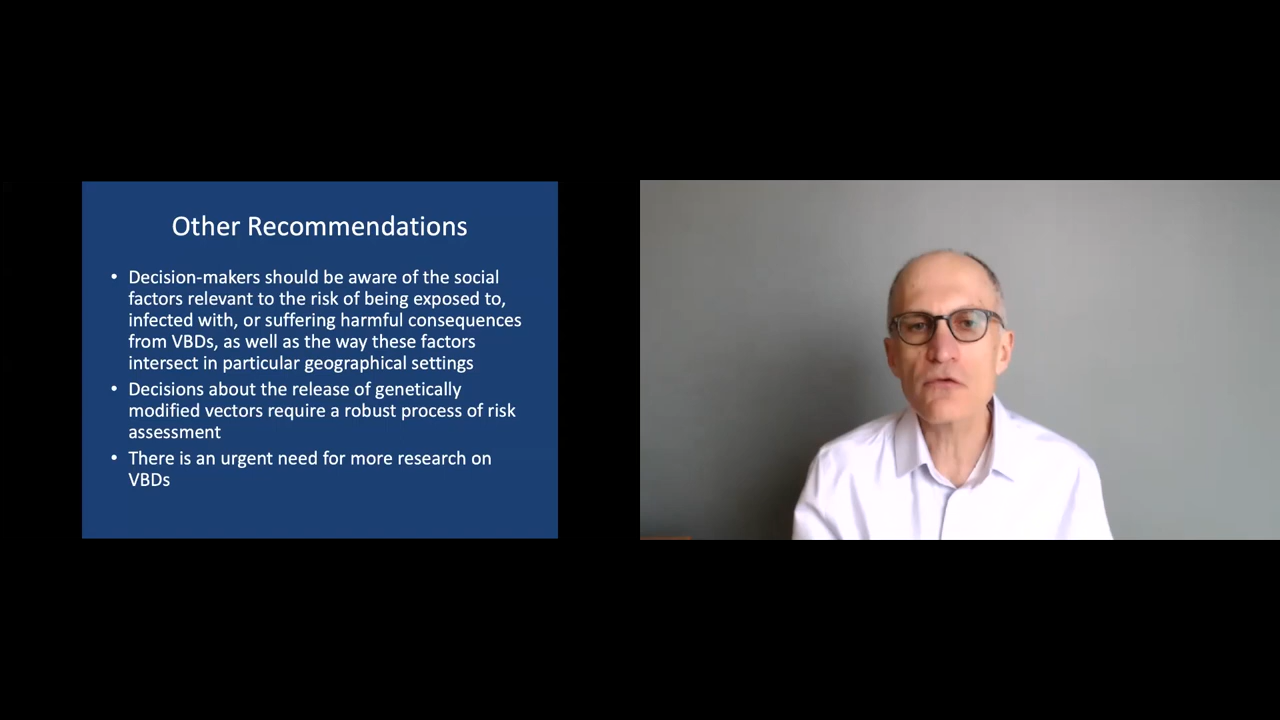 Other Recommendations
• Decision-makers should be aware of the social
factors relevant to the risk of being exposed to,
infected with, or suffering harmful consequences
from VBDs, as well as the way these factors
intersect in particular geographical settings
• Decisions about the release of genetically
modified vectors require a robust process of risk
assessment
• There is an urgent need for more research on
VBDs